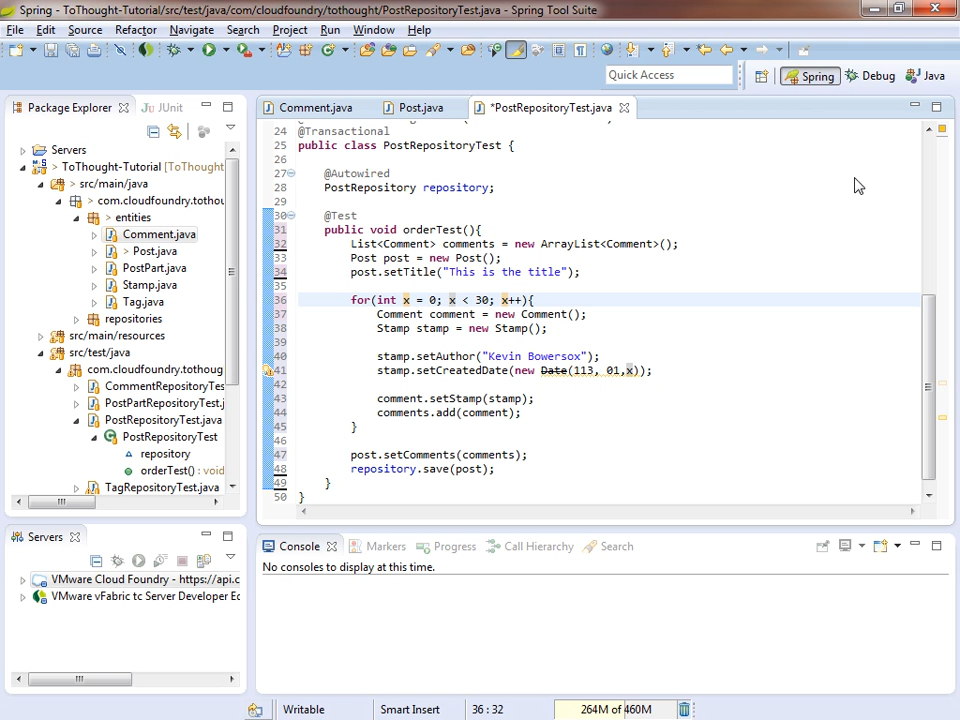 Spring - ToThought-Tutorial/src/test/java/com/cloudfoundry/tothought/PostRepositoryTest.java - Spring Tool Suite
File Edit Source Refactor Navigate Search Project Run Window Help
Quick Access
Spring Debug Java
Package Explorer JUnit
Servers
> ToThought-Tutorial [ToThought
> src/main/java
> com.cloudfoundry.tothou
> entities
Comment.java
> Post.java
PostPart.java
Stamp.java
Tag.java
repositories
src/main/resources
src/test/java
com.cloudfoundry.tothoug
CommentRepositoryTes
PostPartRepositoryTest.j
PostRepositoryTest.java
PostRepositoryTest
repository
orderTest() : void
TagRepositoryTest.java
Servers
VMware Cloud Foundry - https://api.c
VMware vFabric tc Server Developer Ec
Comment.java Post.java *PostRepositoryTest.java
24 @Transactional
25 public class PostRepositoryTest {
26
27 @Autowired
28 PostRepository repository;
29
30 @Test
31 public void orderTest(){
32 List<Comment> comments = new ArrayList<Comment>();
33 Post post = new Post();
34 post.setTitle("This is the title");
35
36 for(int x = 0; x < 30; x++){
37 Comment comment = new Comment();
38 Stamp stamp = new Stamp();
39
40 stamp.setAuthor("Kevin Bowersox");
41 stamp.setCreatedDate(new Date(113, 01,x));
42
43 comment.setStamp(stamp);
44 comments.add(comment);
45 }
46
47 post.setComments(comments);
48 repository.save(post);
49 }
50 }
Console Markers Progress Call Hierarchy Search
No consoles to display at this time.
Writable Smart Insert 36 : 32 264M of 460M